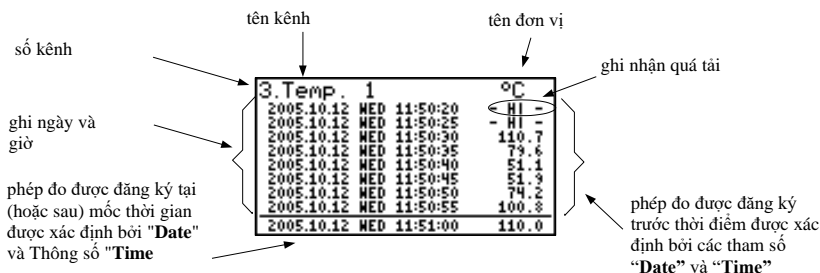 tên kênh
tên đơn vị
số kênh
ghi nhận quá tải
3.Temp. 1 °C
2005.10.12 WED 11:50:20 - HI -
2005.10.12 WED 11:50:25 - HI -
2005.10.12 WED 11:50:30 110.7
2005.10.12 WED 11:50:35 79.6
2005.10.12 WED 11:50:40 51.1
2005.10.12 WED 11:50:45 51.9
2005.10.12 WED 11:50:50 74.2
2005.10.12 WED 11:50:55 100.8
2005.10.12 WED 11:51:00 110.0
ghi ngày và
giờ
phép đo được đăng ký tại
(hoặc sau) mốc thời gian
được xác định bởi "Date"
và Thông số "Time
phép đo được đăng ký
trước thời điểm được xác
định bởi các tham số
“Date” và “Time”